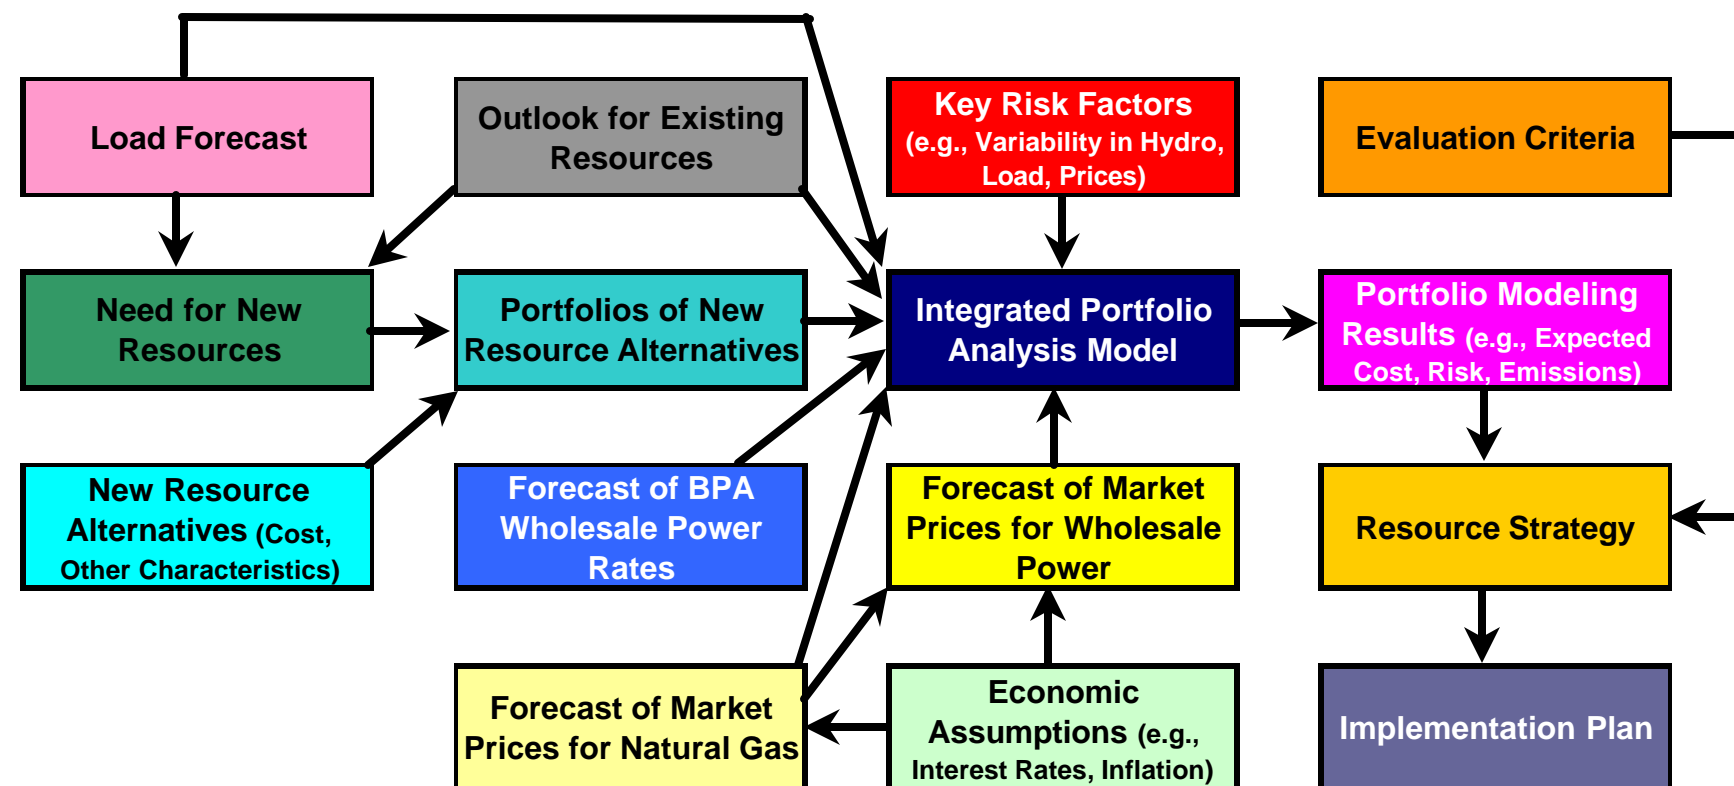 Load Forecast
Outlook for Existing
Resources
Key Risk Factors
(e.g., Variability in Hydro,
Load, Prices)
Evaluation Criteria
Need for New
Resources
Portfolios of New
Resource Alternatives
Integrated Portfolio
Analysis Model
Portfolio Modeling
Results (e.g., Expected
Cost, Risk, Emissions)
New Resource
Alternatives (Cost,
Other Characteristics)
Forecast of BPA
Wholesale Power
Rates
Forecast of Market
Prices for Wholesale
Power
Resource Strategy
Forecast of Market
Prices for Natural Gas
Economic
Assumptions (e.g.,
Interest Rates, Inflation)
Implementation Plan